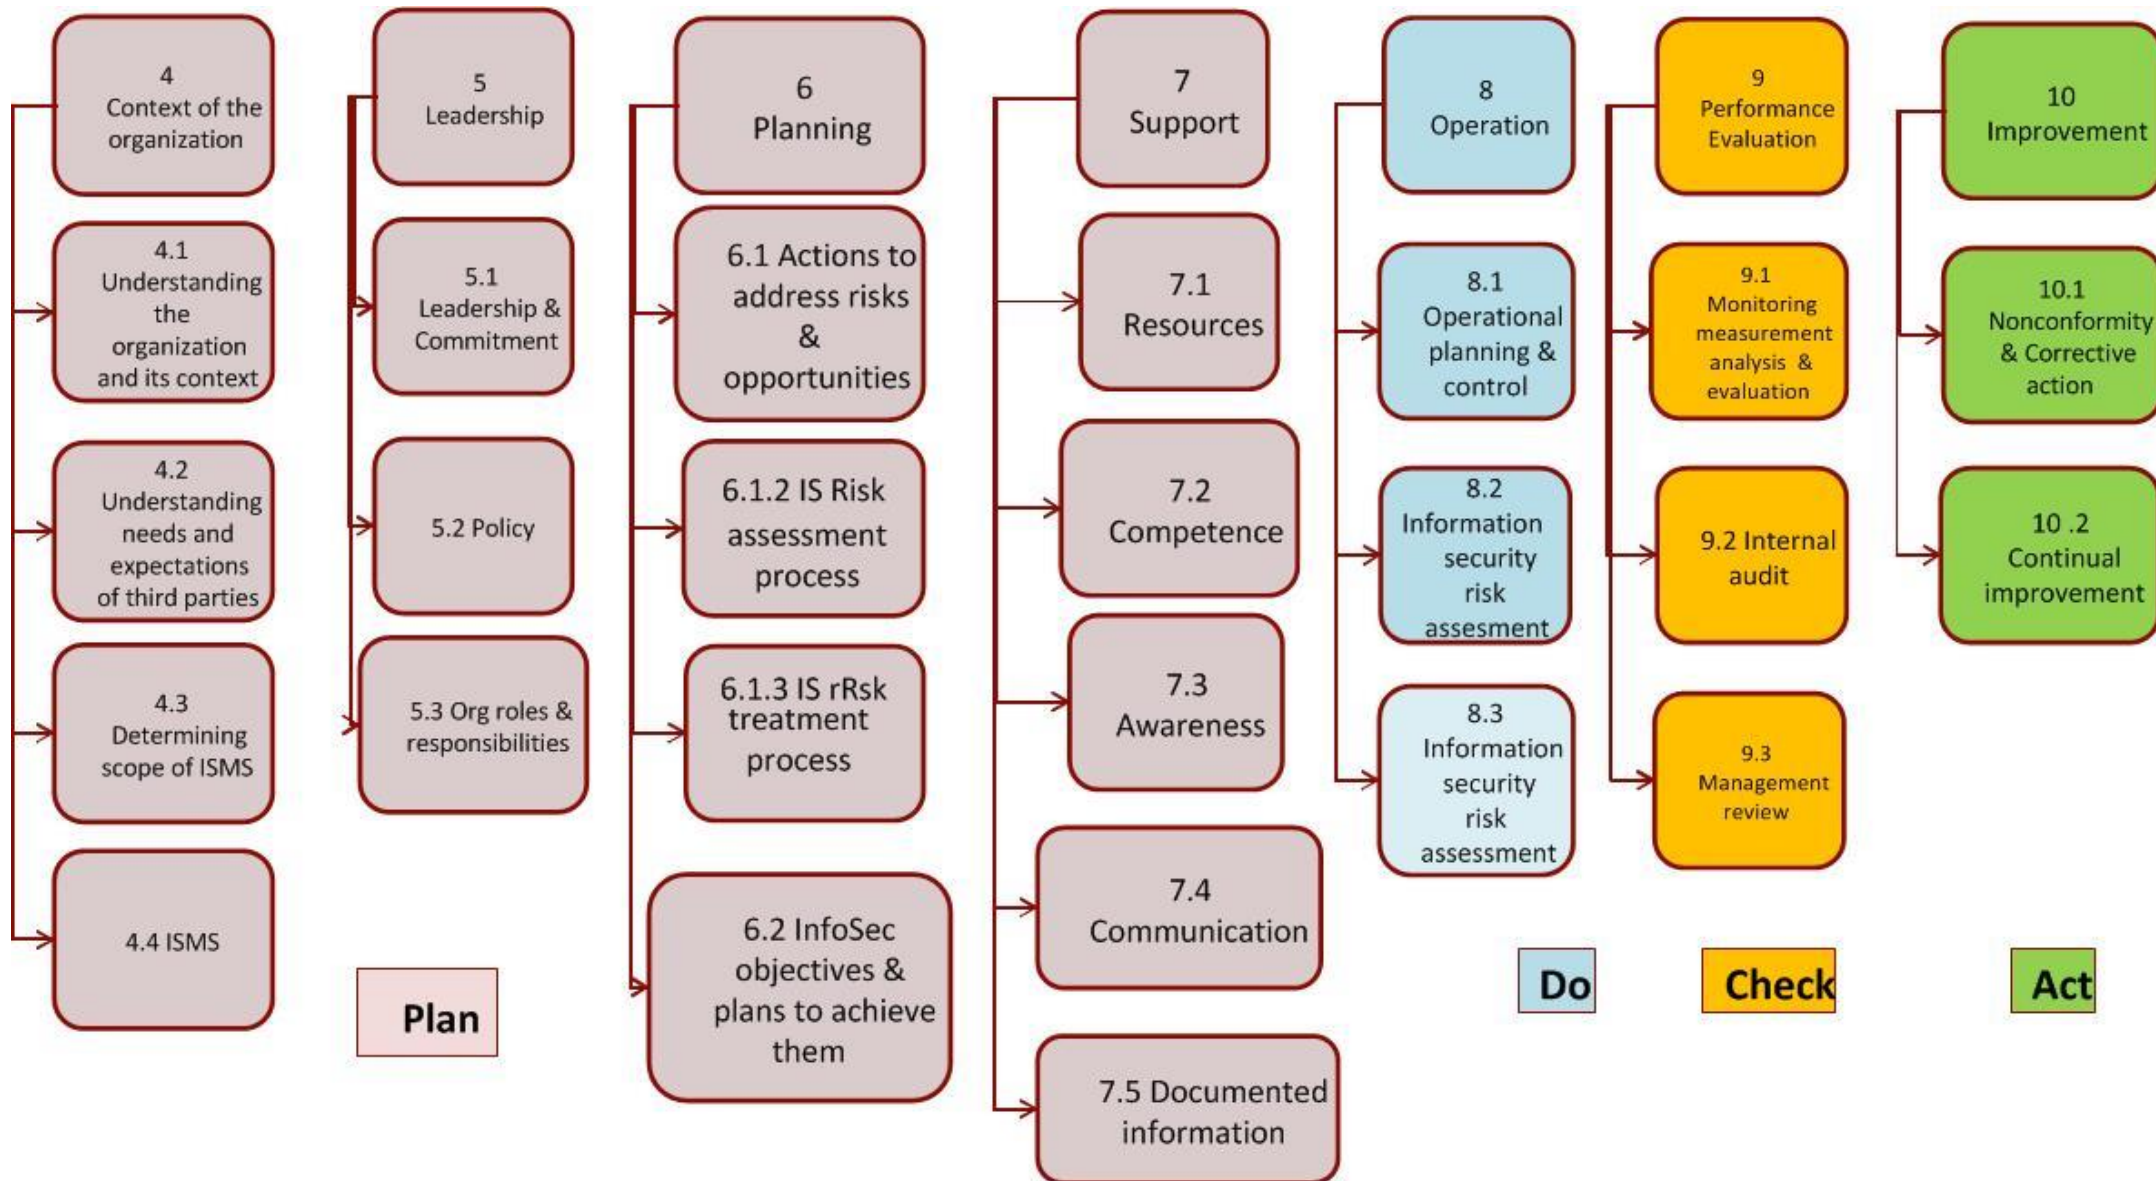 4
Context of the
organization
4.1
Understanding
the
organization
and its context
4.2
Understanding
needs and
expectations
of third parties
4.3
Determining
scope of ISMS
4.4 ISMS
5
Leadership
5.1
Leadership &
Commitment
5.2 Policy
5.3 Org roles &
responsibilities
Plan
6
Planning
6.1 Actions to
address risks
&
opportunities
6.1.2 IS Risk
assessment
process
6.1.3 IS rRsk
treatment
process
6.2 InfoSec
objectives &
plans to achieve
them
7
Support
7.1
Resources
7.2
Competence
7.3
Awareness
7.4
Communication
7.5 Documented
information
8
Operation
8.1
Operational
planning &
control
8.2
Information
security
risk
assesment
8.3
Information
security
risk
assessment
Do
9
Performance
Evaluation
9.1
Monitoring
measurement
analysis &
evaluation
9.2 Internal
audit
9.3
Management
review
Check
10
Improvement
10.1
Nonconformity
& Corrective
action
10 .2
Continual
improvement
Act